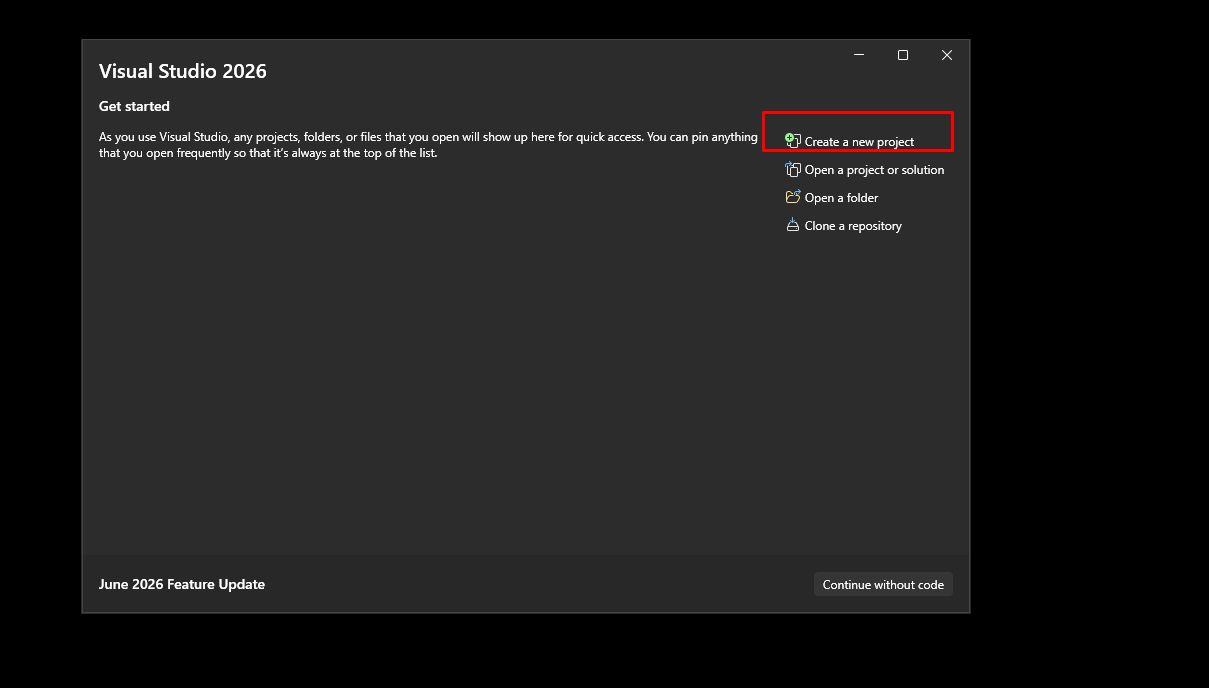 Visual Studio 2026
Get started
As you use Visual Studio, any projects, folders, or files that you open will show up here for quick access. You can pin anything
that you open frequently so that it's always at the top of the list.
Create a new project
Open a project or solution
Open a folder
Clone a repository
June 2026 Feature Update
Continue without code